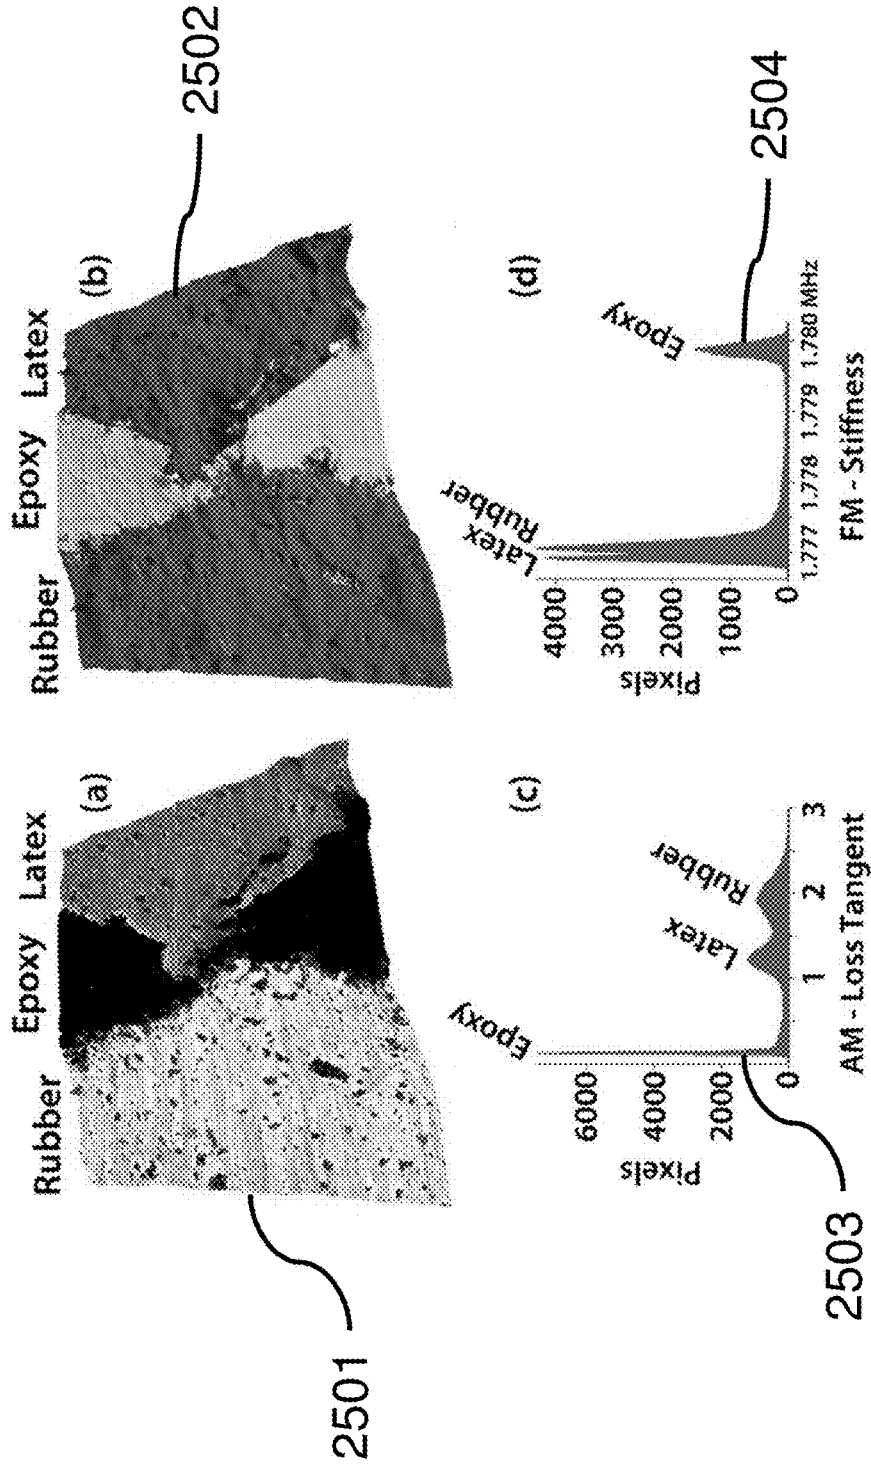 Rubber Epoxy Latex
(a)
2501
Rubber Epoxy Latex
(b)
2502
(c)
Epoxy
Latex
Rubber
Pixels
6000
4000
2000
0
1 2 3
AM - Loss Tangent
2503
(d)
Latex
Rubber
Epoxy
Pixels
4000
3000
2000
1000
0
1.777 1.778 1.779 1.780 MHz
FM - Stiffness
2504